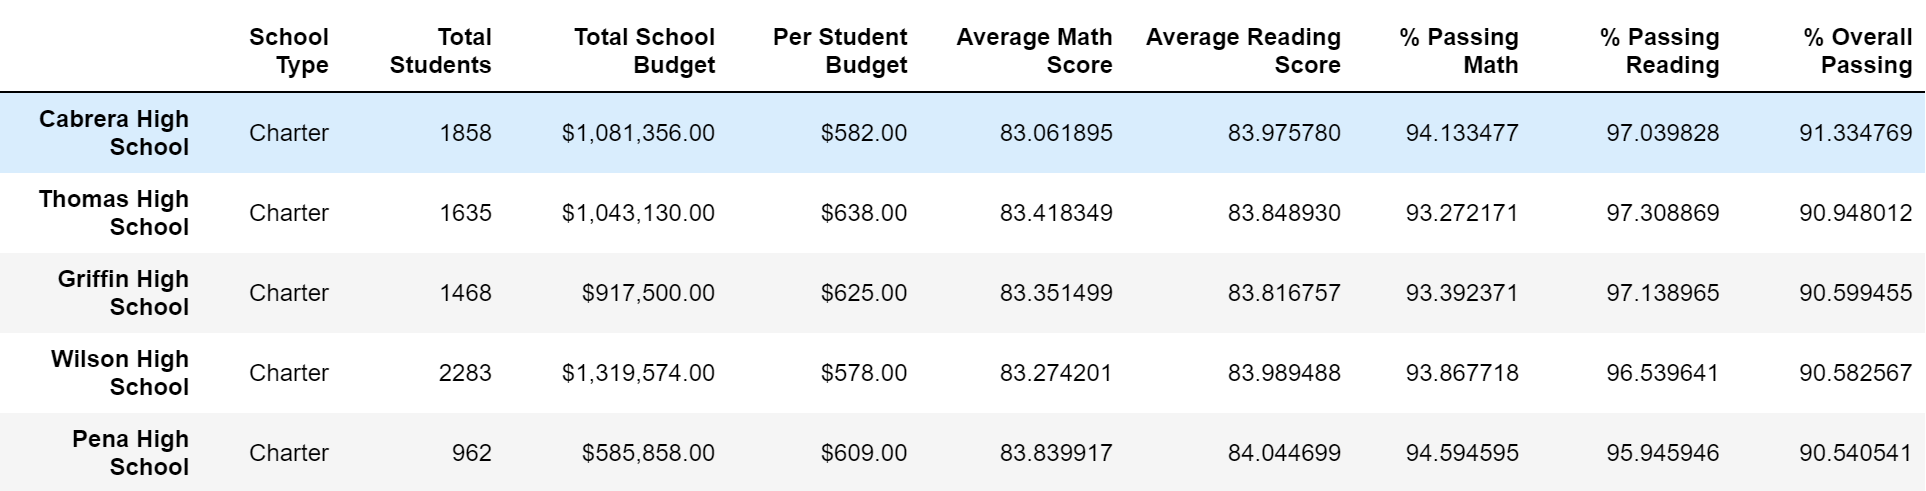 School Type Total Students Total School Budget Per Student Budget Average Math Score Average Reading Score % Passing Math % Passing Reading % Overall Passing
Cabrera High School Charter 1858 $1,081,356.00 $582.00 83.061895 83.975780 94.133477 97.039828 91.334769
Thomas High School Charter 1635 $1,043,130.00 $638.00 83.418349 83.848930 93.272171 97.308869 90.948012
Griffin High School Charter 1468 $917,500.00 $625.00 83.351499 83.816757 93.392371 97.138965 90.599455
Wilson High School Charter 2283 $1,319,574.00 $578.00 83.274201 83.989488 93.867718 96.539641 90.582567
Pena High School Charter 962 $585,858.00 $609.00 83.839917 84.044699 94.594595 95.945946 90.540541